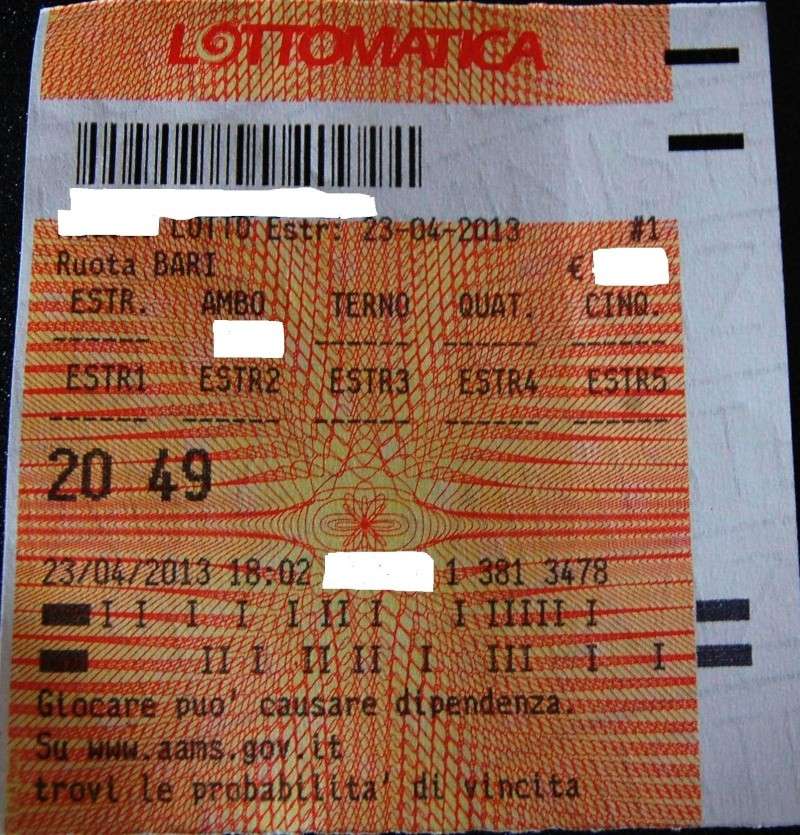 LOTTOMATICA
LOTTO Estr: 23-04-2013 #1
Ruota BARI €
ESTR. AMBO TERNO QUAT. CINQ.
ESTR1 ESTR2 ESTR3 ESTR4 ESTR5
20 49
23/04/2013 18:02 1 381 3478
Giocare puo' causare dipendenza.
Su www.aams.gov.it
trovi le probabilita' di vincita